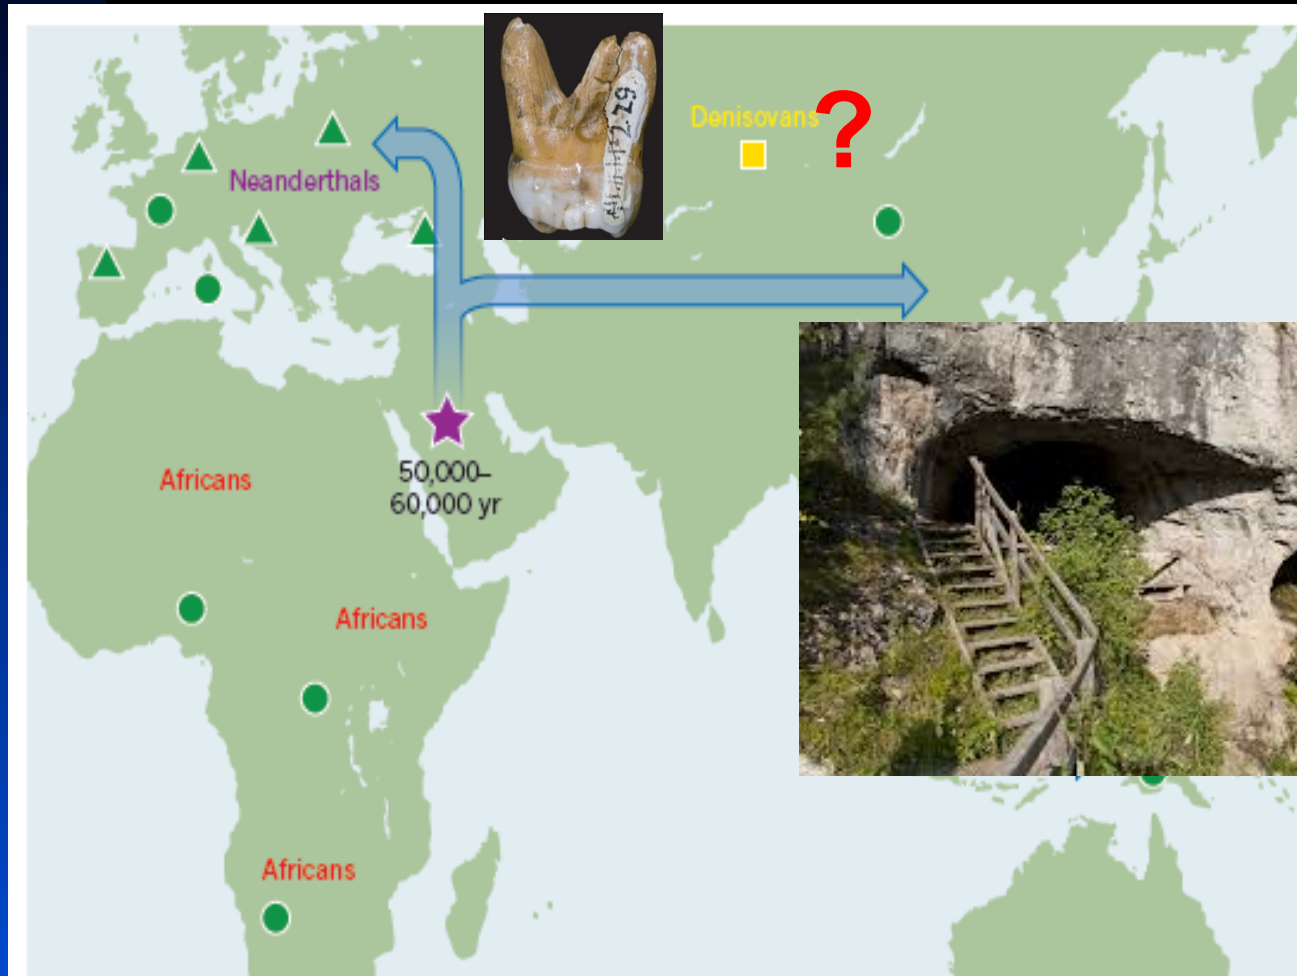 Denisovans ?
Neanderthals
Africans
50,000–
60,000 yr
Africans
Africans